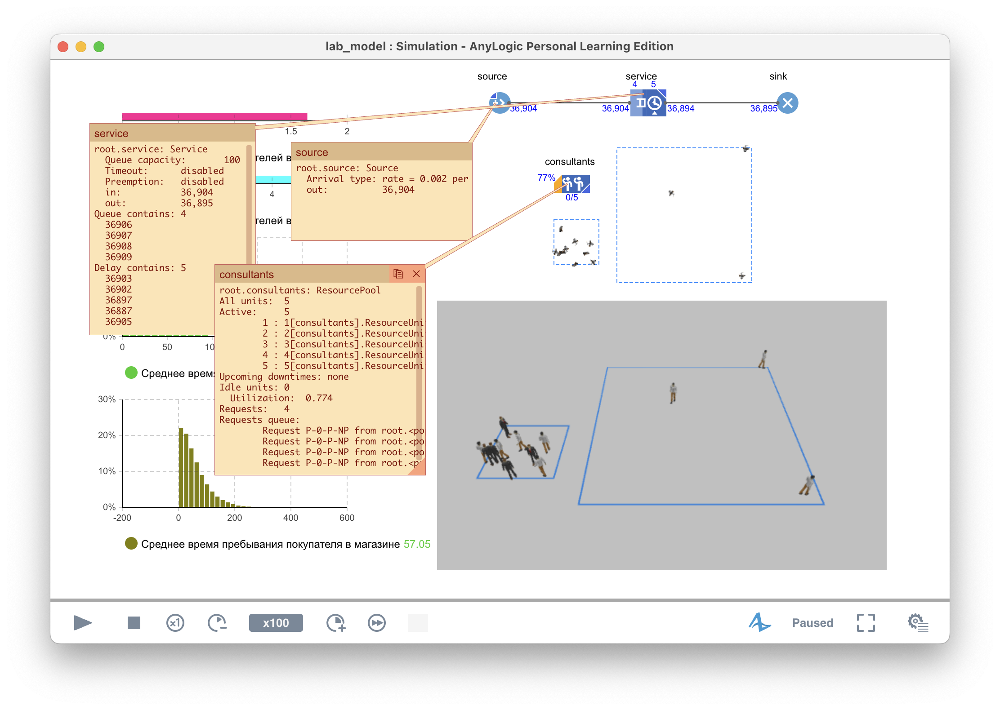 lab_model : Simulation - AnyLogic Personal Learning Edition
source
service
sink
4 5
36,904
36,904
36,894
36,895
1.5
2
service
root.service: Service
Queue capacity: 100
Timeout: disabled
Preemption: disabled
in: 36,904
out: 36,895
Queue contains: 4
36906
36907
36908
36909
Delay contains: 5
36903
36902
36897
36887
36905
телей в
4
телей в
source
root.source: Source
Arrival type: rate = 0.002 per
out: 36,904
consultants
77%
0/5
consultants
root.consultants: ResourcePool
All units: 5
Active: 5
1 : 1[consultants].ResourceUni
2 : 2[consultants].ResourceUni
3 : 3[consultants].ResourceUni
4 : 4[consultants].ResourceUni
5 : 5[consultants].ResourceUni
Upcoming downtimes: none
Idle units: 0
Utilization: 0.774
Requests: 4
Requests queue:
Request P-0-P-NP from root.<po
Request P-0-P-NP from root.<po
Request P-0-P-NP from root.<po
Request P-0-P-NP from root.<p
0%
0 50 10
Среднее врем
30%
20%
10%
0%
-200 0 200 400 600
Среднее время пребывания покупателя в магазине 57.05
x1
x100
Paused